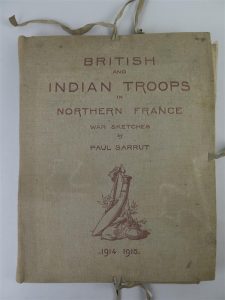 BRITISH
AND
INDIAN TROOPS
IN
NORTHERN FRANCE
WAR SKETCHES
by
PAUL SARRUT
1914 1915